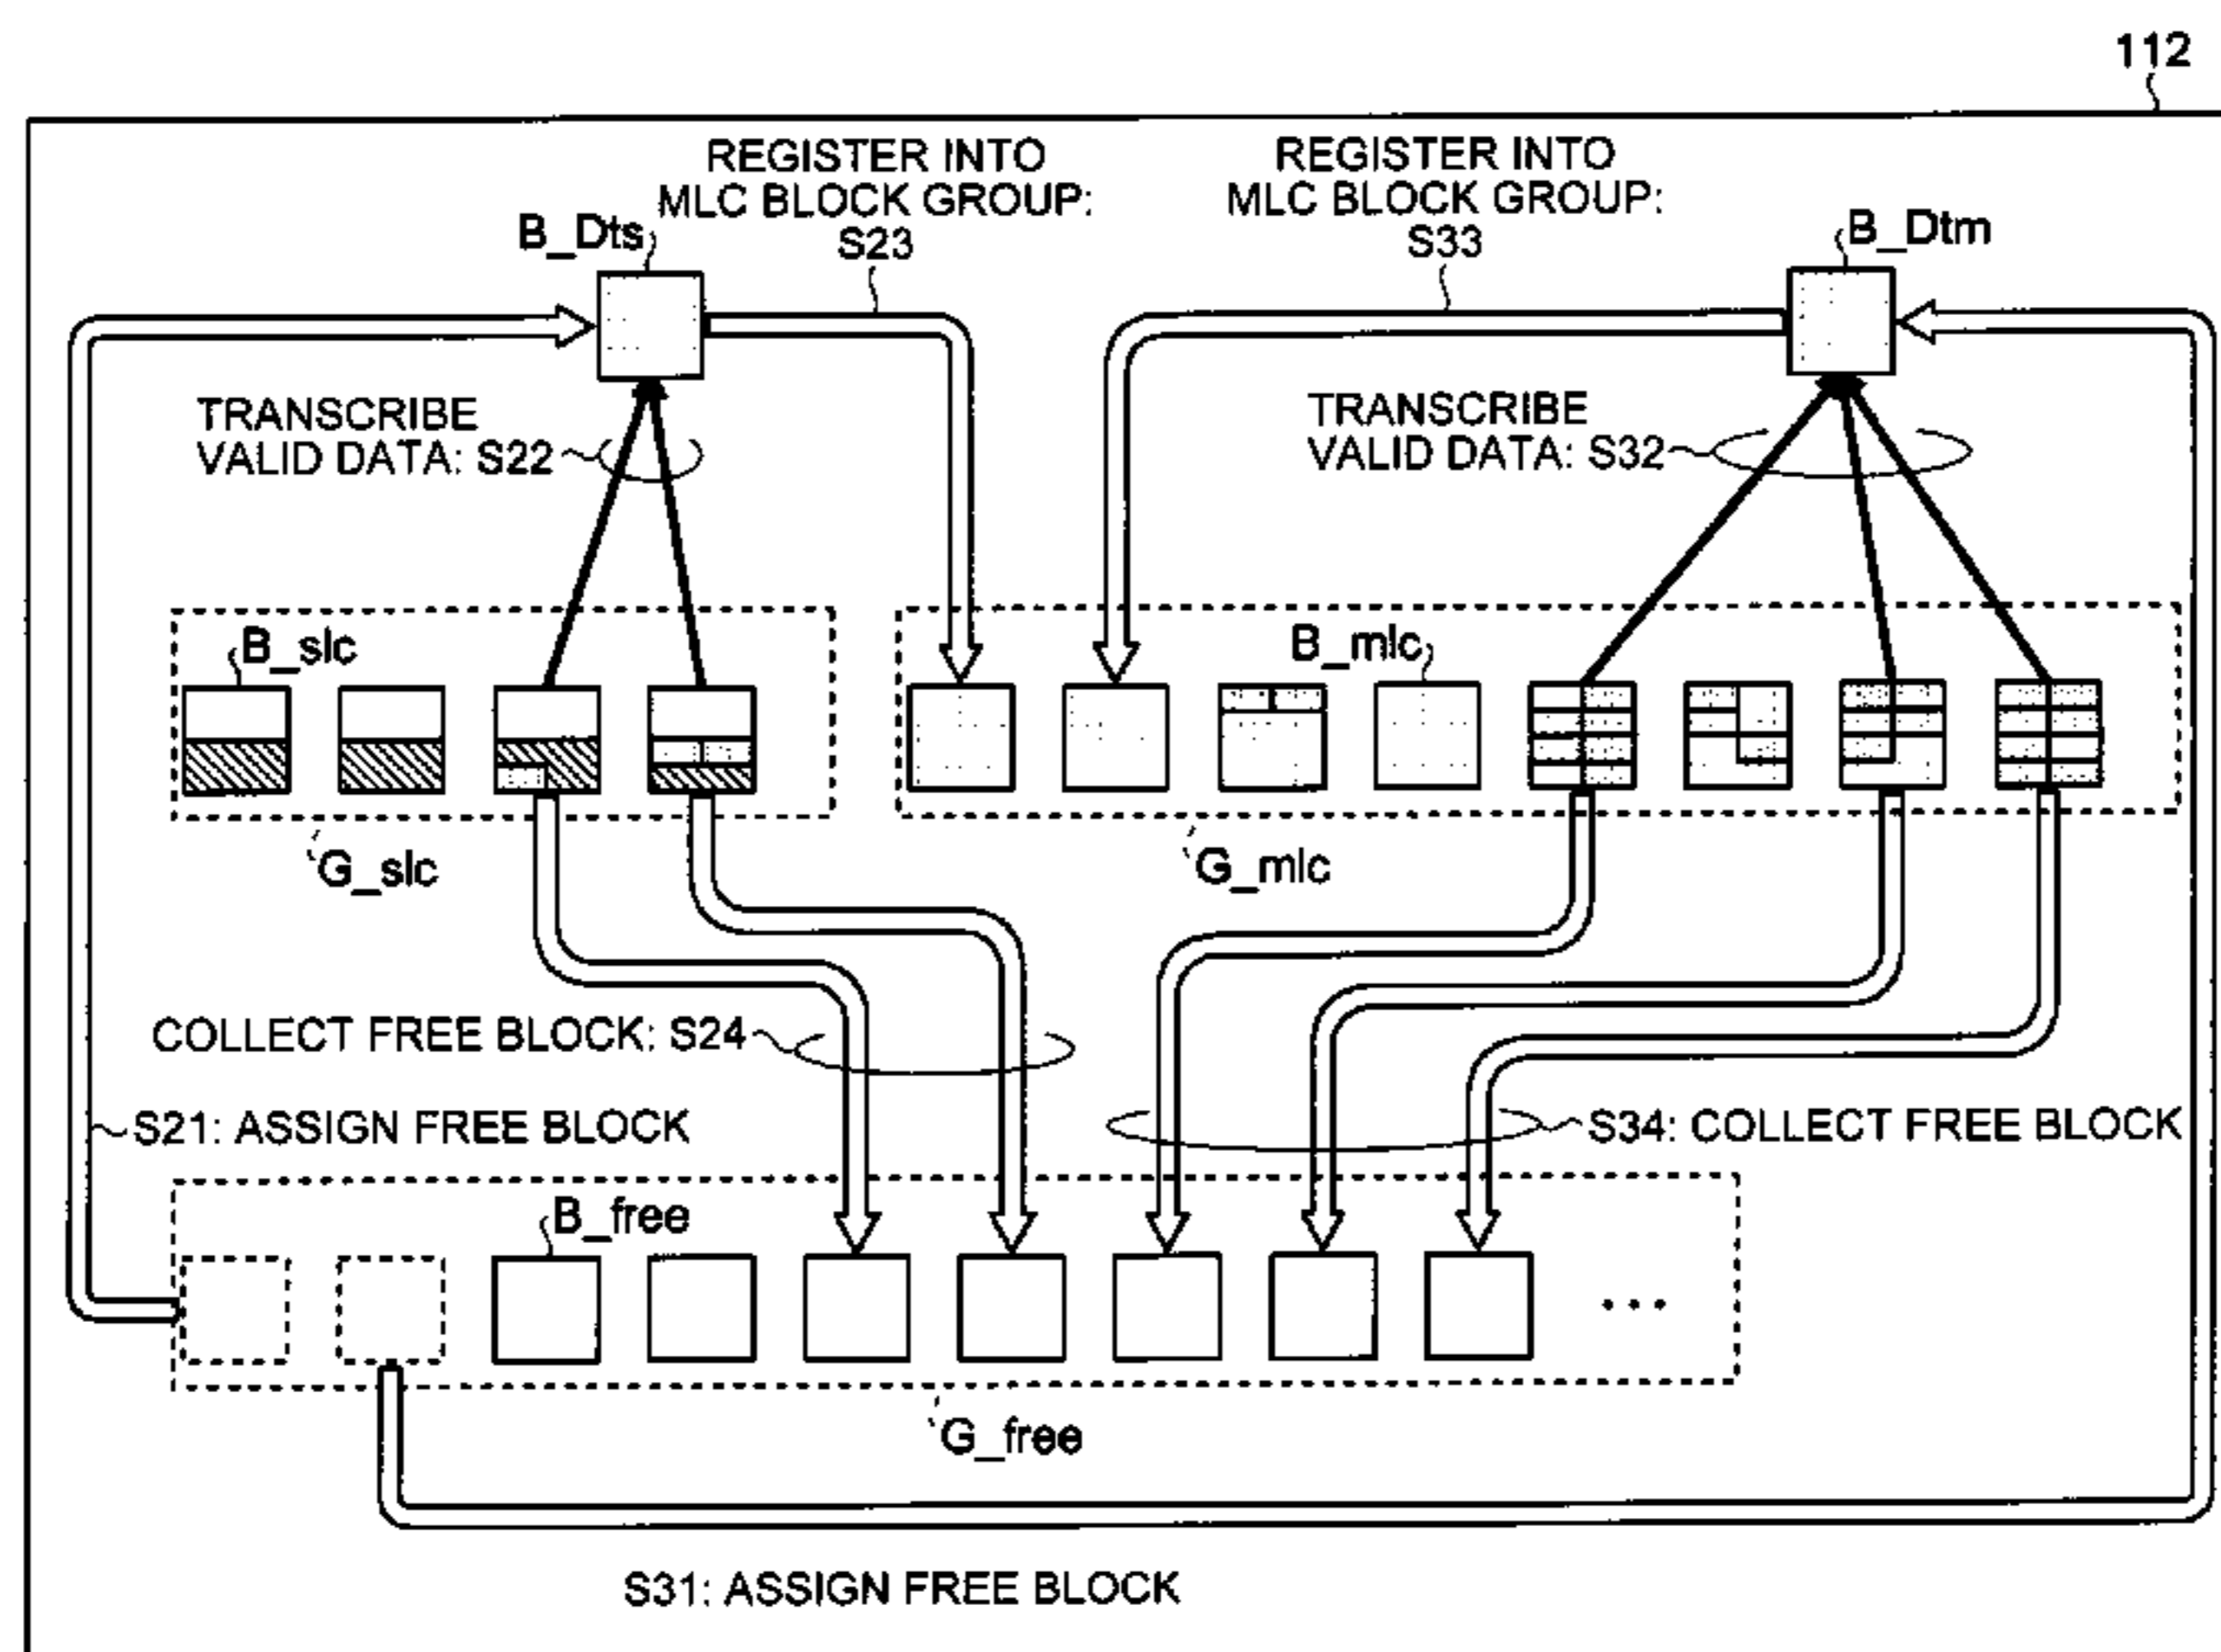 112
REGISTER INTO
MLC BLOCK GROUP:
S23
REGISTER INTO
MLC BLOCK GROUP:
S33
B_Dts
B_Dtm
TRANSCRIBE
VALID DATA: S22
TRANSCRIBE
VALID DATA: S32
B_slc
B_mlc
G_slc
G_mlc
COLLECT FREE BLOCK: S24
S21: ASSIGN FREE BLOCK
S34: COLLECT FREE BLOCK
B_free
...
G_free
S31: ASSIGN FREE BLOCK